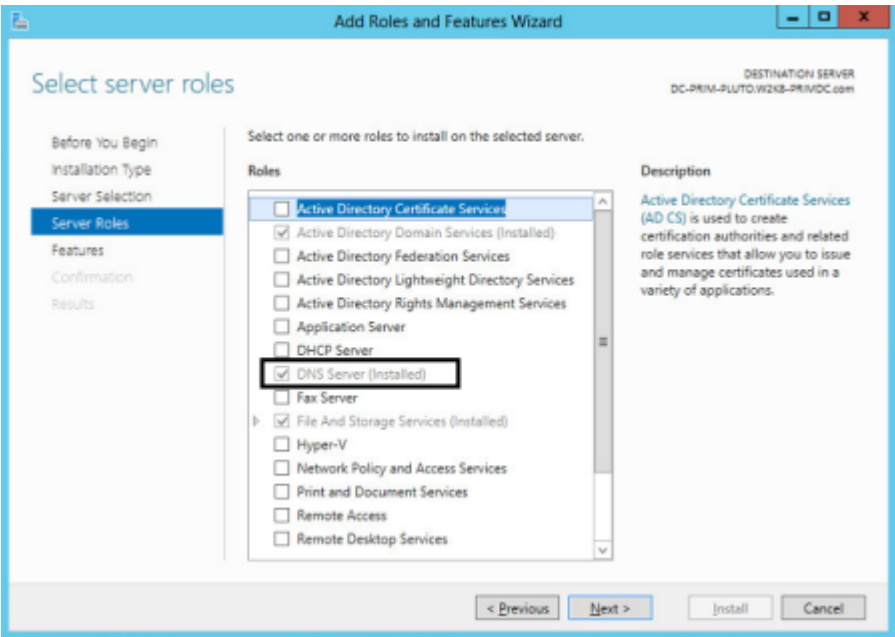 Add Roles and Features Wizard
Select server roles
DESTINATION SERVER
DC-PRIM-PLUTO.W2K8-PRIMDC.com
Before You Begin
Installation Type
Server Selection
Server Roles
Features
Confirmation
Results
Select one or more roles to install on the selected server.
Roles
Active Directory Certificate Services
Active Directory Domain Services (Installed)
Active Directory Federation Services
Active Directory Lightweight Directory Services
Active Directory Rights Management Services
Application Server
DHCP Server
DNS Server (Installed)
Fax Server
File And Storage Services (Installed)
Hyper-V
Network Policy and Access Services
Print and Document Services
Remote Access
Remote Desktop Services
Description
Active Directory Certificate Services
(AD CS) is used to create
certification authorities and related
role services that allow you to issue
and manage certificates used in a
variety of applications.
< Previous
Next >
Install
Cancel